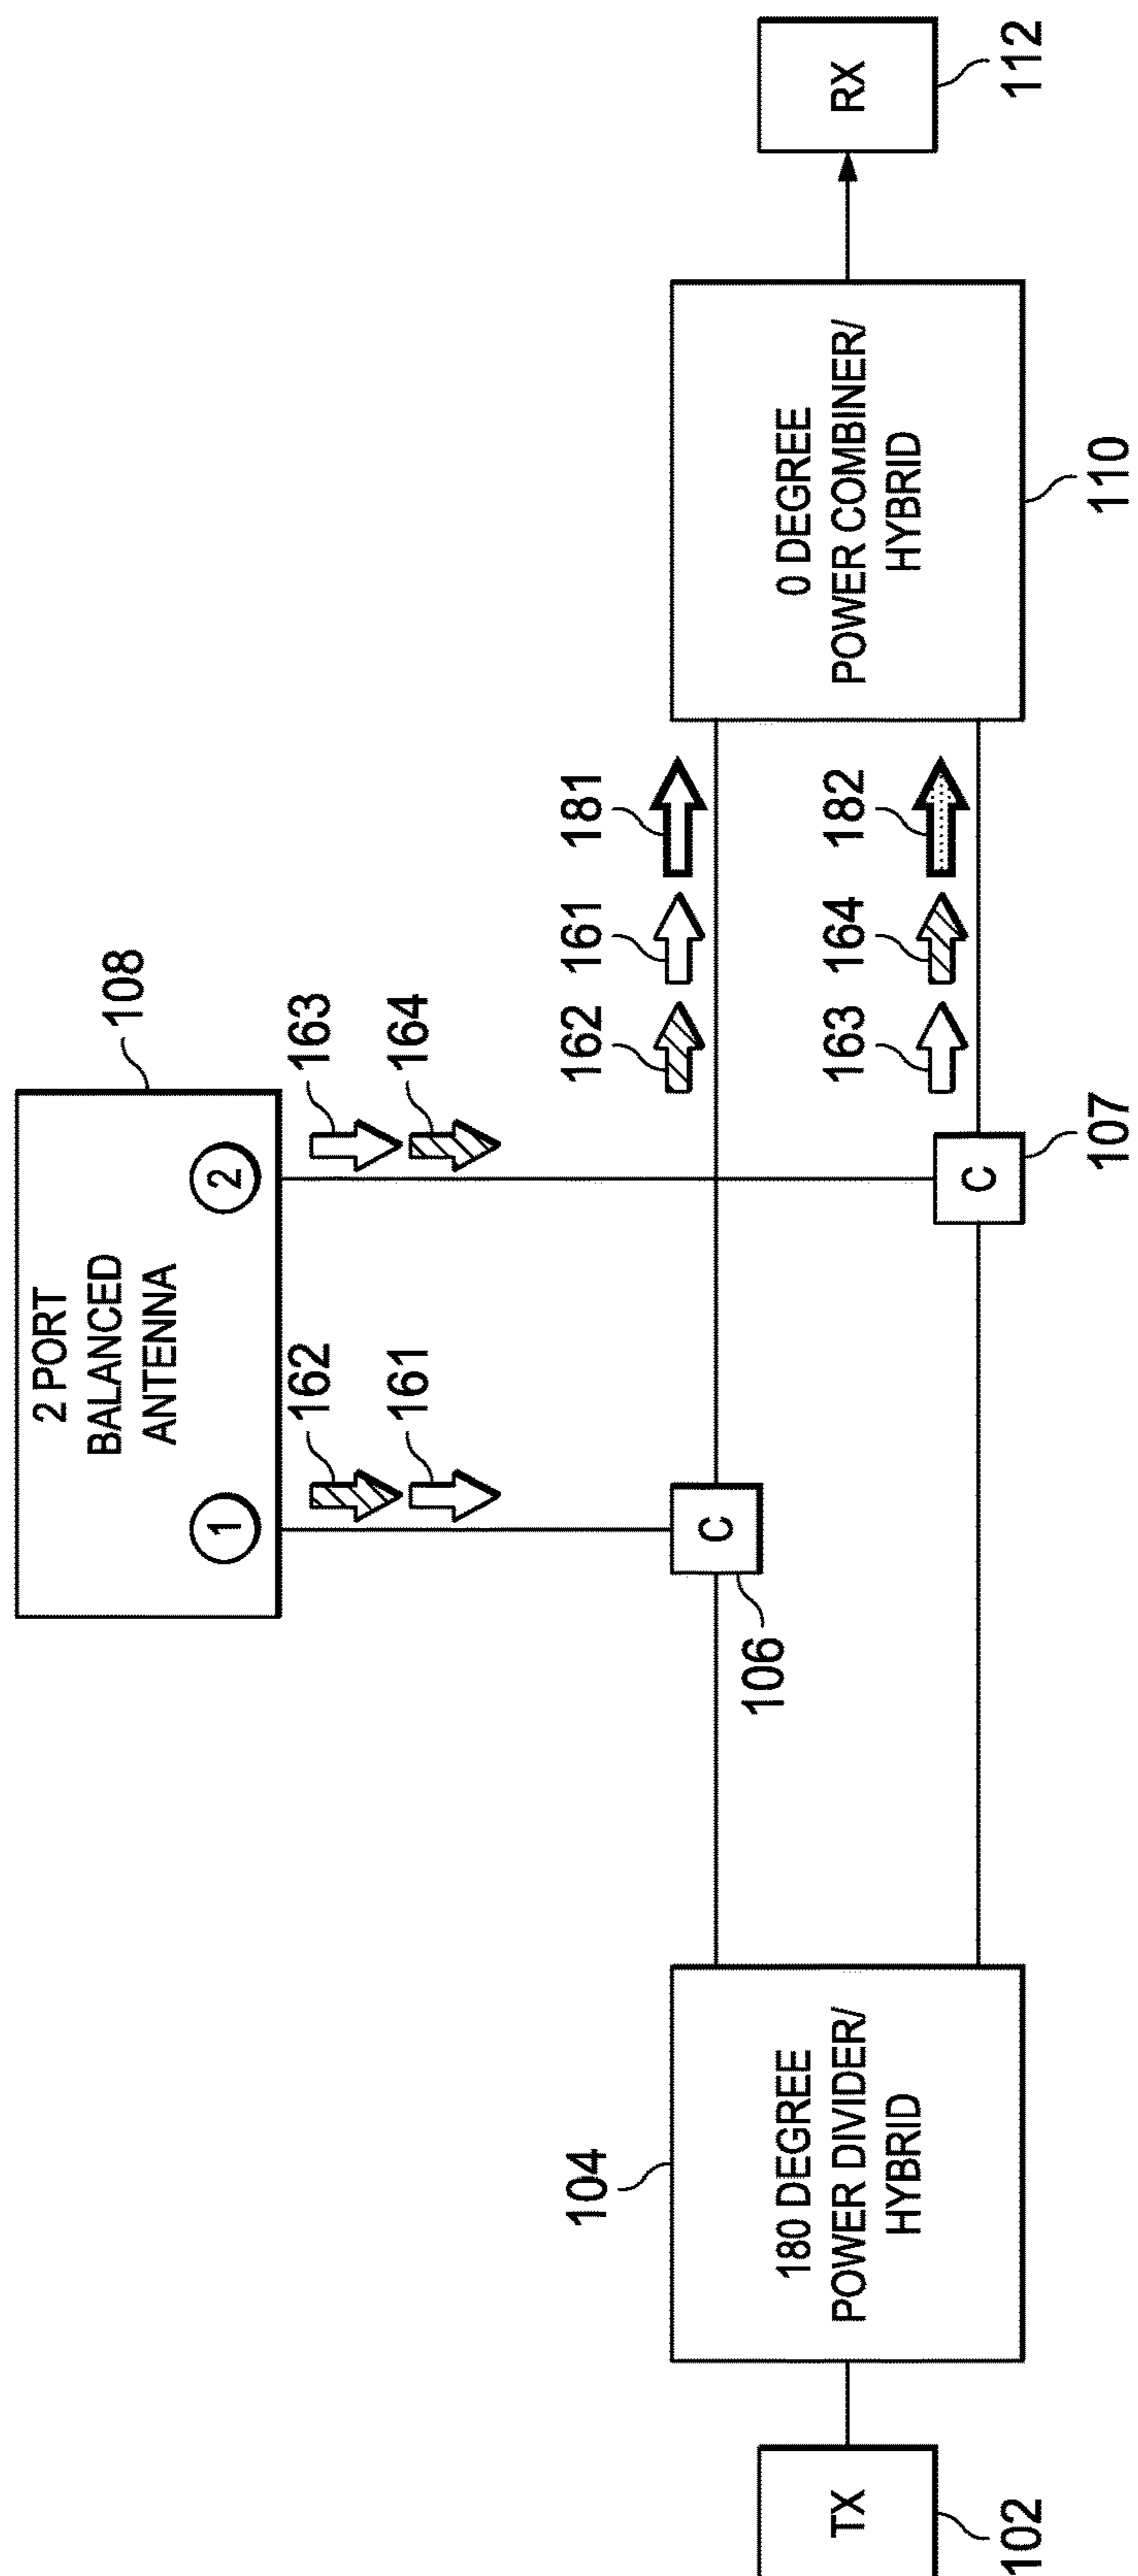 2 PORT
BALANCED
ANTENNA
108
1
2
162
161
163
164
TX
102
104
180 DEGREE
POWER DIVIDER/
HYBRID
C
106
C
107
162
161
181
163
164
182
0 DEGREE
POWER COMBINER/
HYBRID
110
RX
112